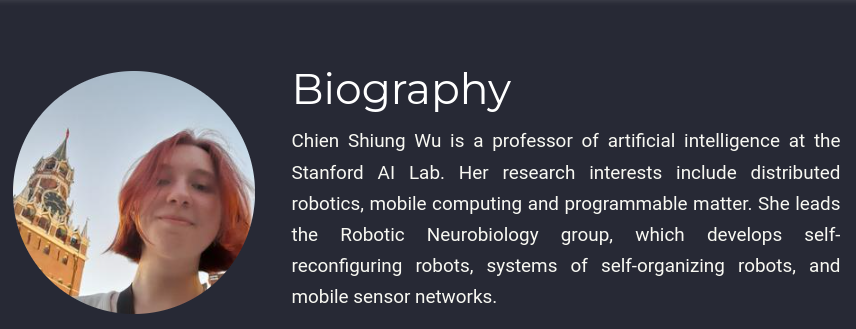 Biography
Chien Shiung Wu is a professor of artificial intelligence at the
Stanford AI Lab. Her research interests include distributed
robotics, mobile computing and programmable matter. She leads
the Robotic Neurobiology group, which develops self-
reconfiguring robots, systems of self-organizing robots, and
mobile sensor networks.